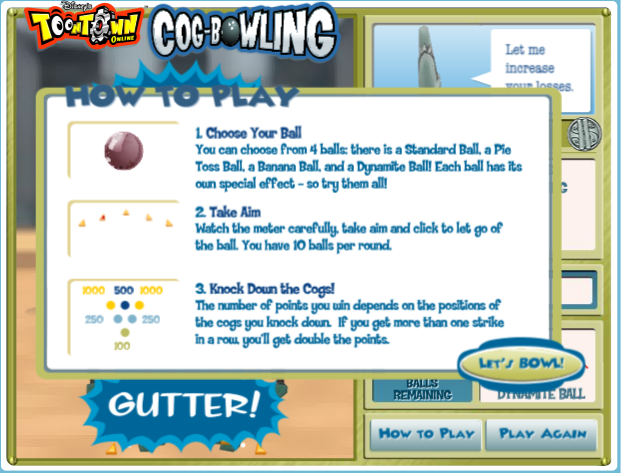 Disney's
TOONTOWN
ONLINE
COG-BOWLING
Let me
increase
your losses.
HOW TO PLAY
1. Choose Your Ball
You can choose from 4 balls: there is a Standard Ball, a Pie
Toss Ball, a Banana Ball, and a Dynamite Ball! Each ball has its
own special effect - so try them all!
2. Take Aim
Watch the meter carefully, take aim and click to let go of
the ball. You have 10 balls per round.
1000 500 1000
250 250
100
3. Knock Down the Cogs!
The number of points you win depends on the positions of
the cogs you knock down. If you get more than one strike
in a row, you'll get double the points.
LET'S BOWL!
GUTTER!
BALLS
REMAINING
DYNAMITE BALL
HOW TO PLAY
PLAY AGAIN